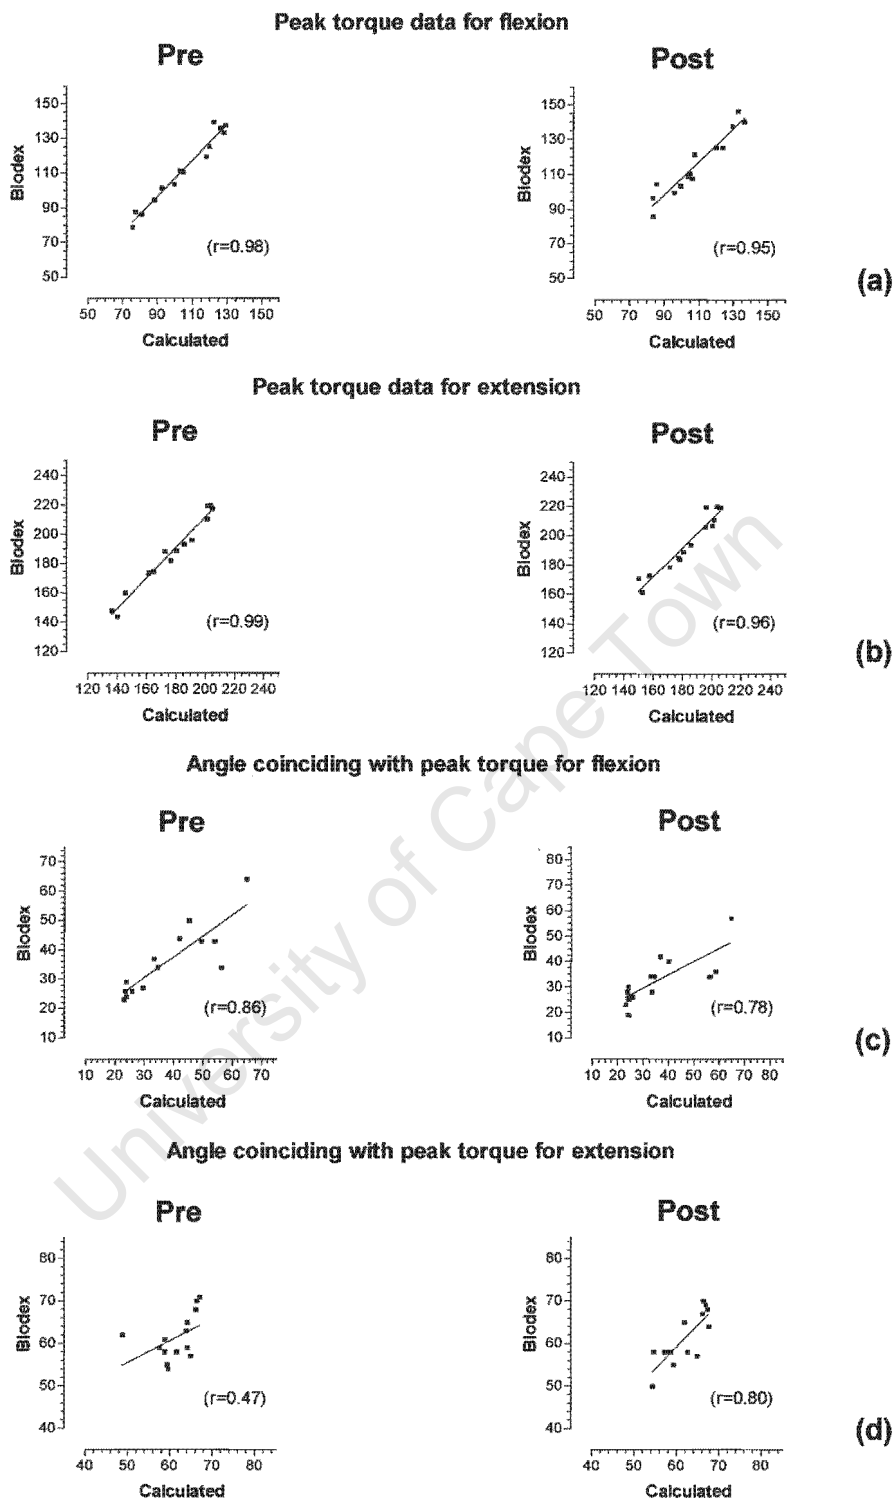 Peak torque data for flexion
Pre
Post
150
130
110
90
70
50
Biodex
(r=0.98)
50 70 90 110 130 150
Calculated
150
130
110
90
70
50
Biodex
(r=0.95)
50 70 90 110 130 150
Calculated
(a)
Peak torque data for extension
Pre
Post
240
220
200
180
160
140
120
Biodex
(r=0.99)
120 140 160 180 200 220 240
Calculated
240
220
200
180
160
140
120
Biodex
(r=0.96)
120 140 160 180 200 220 240
Calculated
(b)
Angle coinciding with peak torque for flexion
Pre
Post
70
60
50
40
30
20
10
Biodex
(r=0.86)
10 20 30 40 50 60 70
Calculated
80
70
60
50
40
30
20
10
Biodex
(r=0.78)
10 20 30 40 50 60 70 80
Calculated
(c)
Angle coinciding with peak torque for extension
Pre
Post
80
70
60
50
40
Biodex
(r=0.47)
40 50 60 70 80
Calculated
80
70
60
50
40
Biodex
(r=0.80)
40 50 60 70 80
Calculated
(d)
University of Cape Town